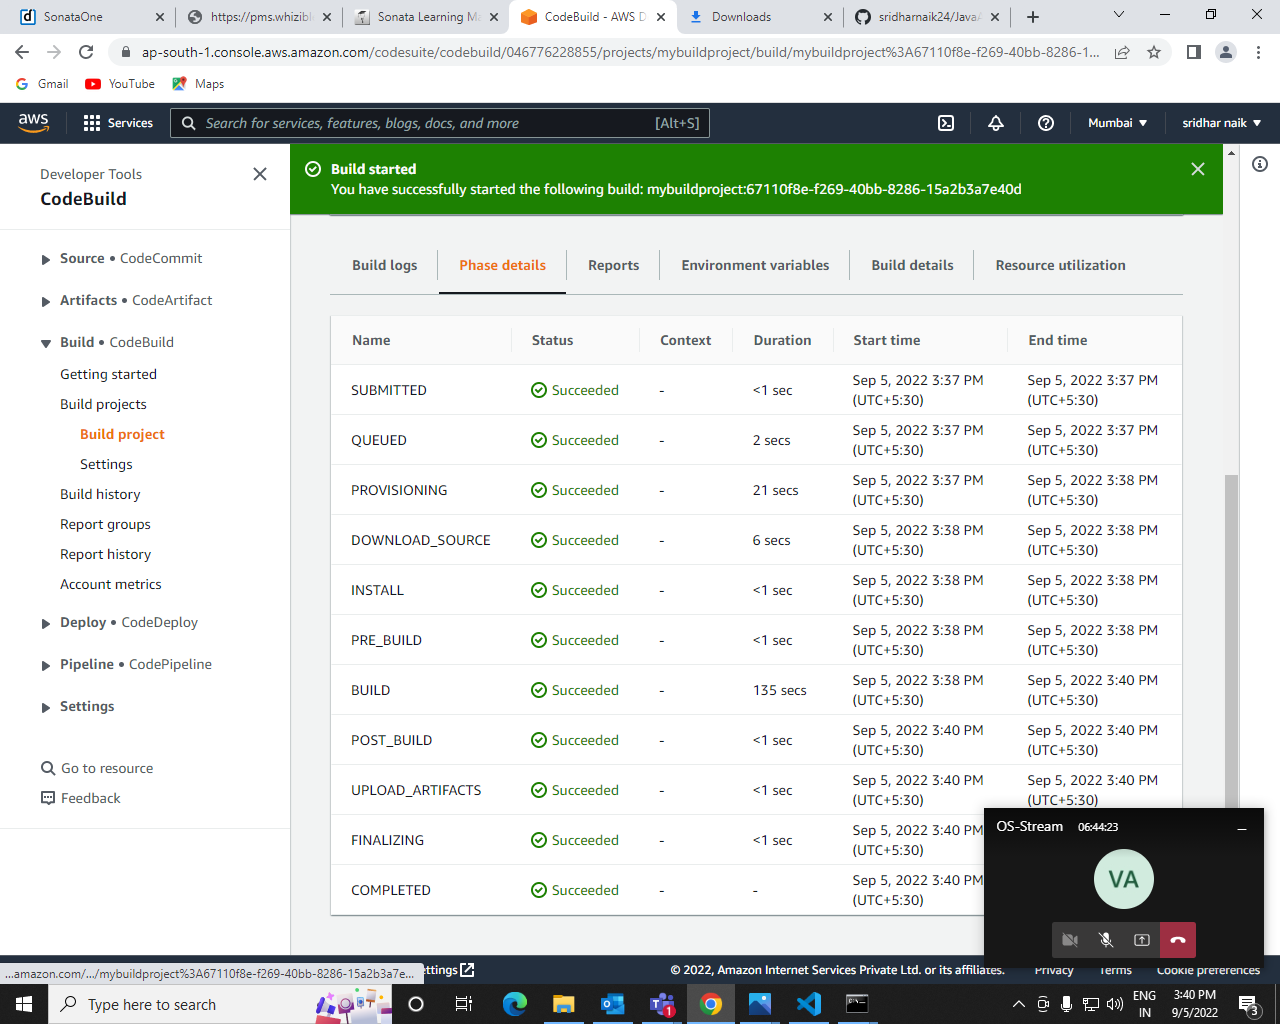 SonataOne
https://pms.whizibl
Sonata Learning Ma
CodeBuild - AWS D
Downloads
sridharnaik24/JavaA
ap-south-1.console.aws.amazon.com/codesuite/codebuild/046776228855/projects/mybuildproject/build/mybuildproject%3A67110f8e-f269-40bb-8286-1...
Gmail
YouTube
Maps
aws
Services
Search for services, features, blogs, docs, and more
[Alt+S]
Mumbai
sridhar naik
Developer Tools
CodeBuild
Source • CodeCommit
Artifacts • CodeArtifact
Build • CodeBuild
Getting started
Build projects
Build project
Settings
Build history
Report groups
Report history
Account metrics
Deploy • CodeDeploy
Pipeline • CodePipeline
Settings
Go to resource
Feedback
Build started
You have successfully started the following build: mybuildproject:67110f8e-f269-40bb-8286-15a2b3a7e40d
Build logs
Phase details
Reports
Environment variables
Build details
Resource utilization
Name Status Context Duration Start time End time
SUBMITTED Succeeded - <1 sec Sep 5, 2022 3:37 PM (UTC+5:30) Sep 5, 2022 3:37 PM (UTC+5:30)
QUEUED Succeeded - 2 secs Sep 5, 2022 3:37 PM (UTC+5:30) Sep 5, 2022 3:37 PM (UTC+5:30)
PROVISIONING Succeeded - 21 secs Sep 5, 2022 3:37 PM (UTC+5:30) Sep 5, 2022 3:38 PM (UTC+5:30)
DOWNLOAD_SOURCE Succeeded - 6 secs Sep 5, 2022 3:38 PM (UTC+5:30) Sep 5, 2022 3:38 PM (UTC+5:30)
INSTALL Succeeded - <1 sec Sep 5, 2022 3:38 PM (UTC+5:30) Sep 5, 2022 3:38 PM (UTC+5:30)
PRE_BUILD Succeeded - <1 sec Sep 5, 2022 3:38 PM (UTC+5:30) Sep 5, 2022 3:38 PM (UTC+5:30)
BUILD Succeeded - 135 secs Sep 5, 2022 3:38 PM (UTC+5:30) Sep 5, 2022 3:40 PM (UTC+5:30)
POST_BUILD Succeeded - <1 sec Sep 5, 2022 3:40 PM (UTC+5:30) Sep 5, 2022 3:40 PM (UTC+5:30)
UPLOAD_ARTIFACTS Succeeded - <1 sec Sep 5, 2022 3:40 PM (UTC+5:30) Sep 5, 2022 3:40 PM (UTC+5:30)
FINALIZING Succeeded - <1 sec Sep 5, 2022 3:40 PM (UTC+5:30)
COMPLETED Succeeded - - Sep 5, 2022 3:40 PM (UTC+5:30)
OS-Stream 06:44:23
VA
...amazon.com/.../mybuildproject%3A67110f8e-f269-40bb-8286-15a2b3a7e...
ettings
© 2022, Amazon Internet Services Private Ltd. or its affiliates.
Privacy
Terms
Cookie preferences
Type here to search
1
ENG
IN
3:40 PM
9/5/2022
3